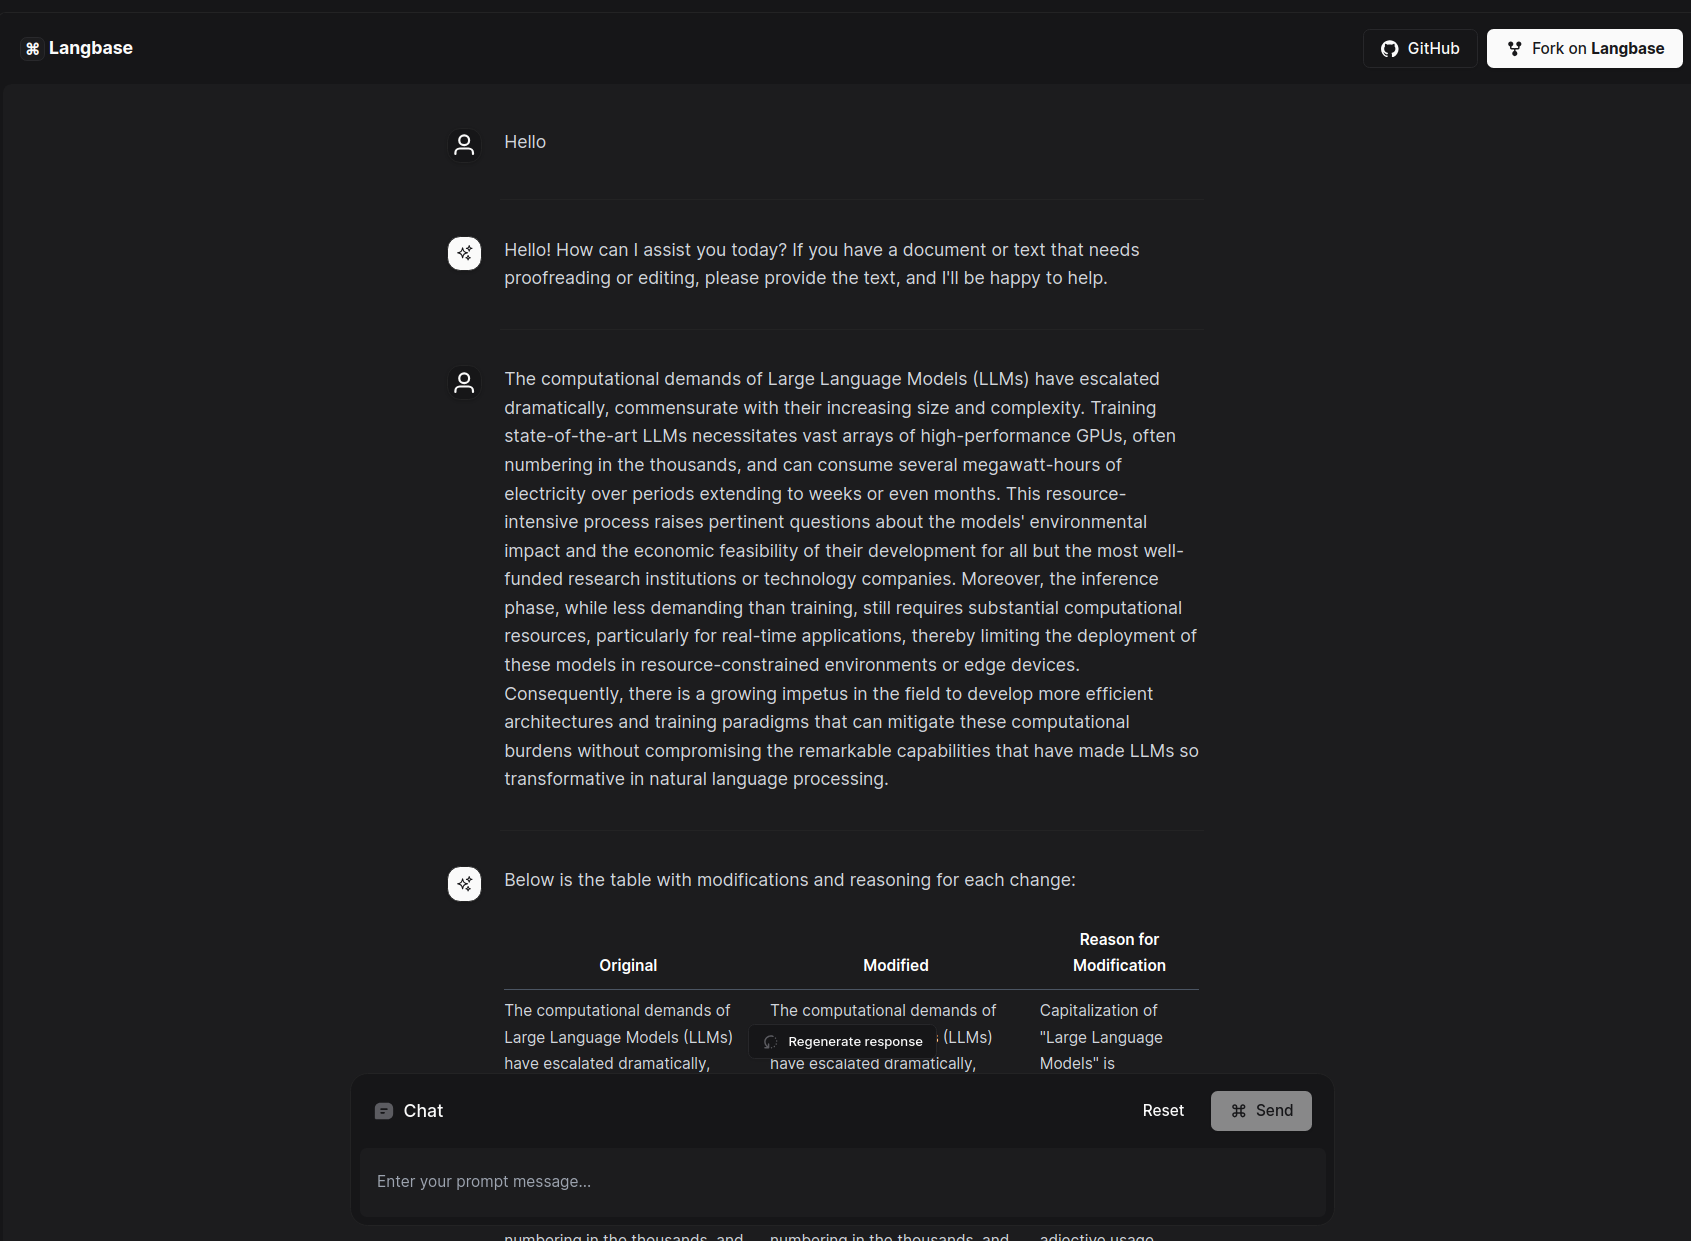 ⌘ Langbase
GitHub
Fork on Langbase
Hello
Hello! How can I assist you today? If you have a document or text that needs
proofreading or editing, please provide the text, and I'll be happy to help.
The computational demands of Large Language Models (LLMs) have escalated
dramatically, commensurate with their increasing size and complexity. Training
state-of-the-art LLMs necessitates vast arrays of high-performance GPUs, often
numbering in the thousands, and can consume several megawatt-hours of
electricity over periods extending to weeks or even months. This resource-
intensive process raises pertinent questions about the models' environmental
impact and the economic feasibility of their development for all but the most well-
funded research institutions or technology companies. Moreover, the inference
phase, while less demanding than training, still requires substantial computational
resources, particularly for real-time applications, thereby limiting the deployment of
these models in resource-constrained environments or edge devices.
Consequently, there is a growing impetus in the field to develop more efficient
architectures and training paradigms that can mitigate these computational
burdens without compromising the remarkable capabilities that have made LLMs so
transformative in natural language processing.
Below is the table with modifications and reasoning for each change:
Original
Modified
Reason for
Modification
The computational demands of
Large Language Models (LLMs)
have escalated dramatically,
The computational demands of
(LLMs)
have escalated dramatically,
Capitalization of
"Large Language
Models" is
Regenerate response
Chat
Reset
⌘ Send
Enter your prompt message...
numbering in the thousands, and
numbering in the thousands, and
adjective usage